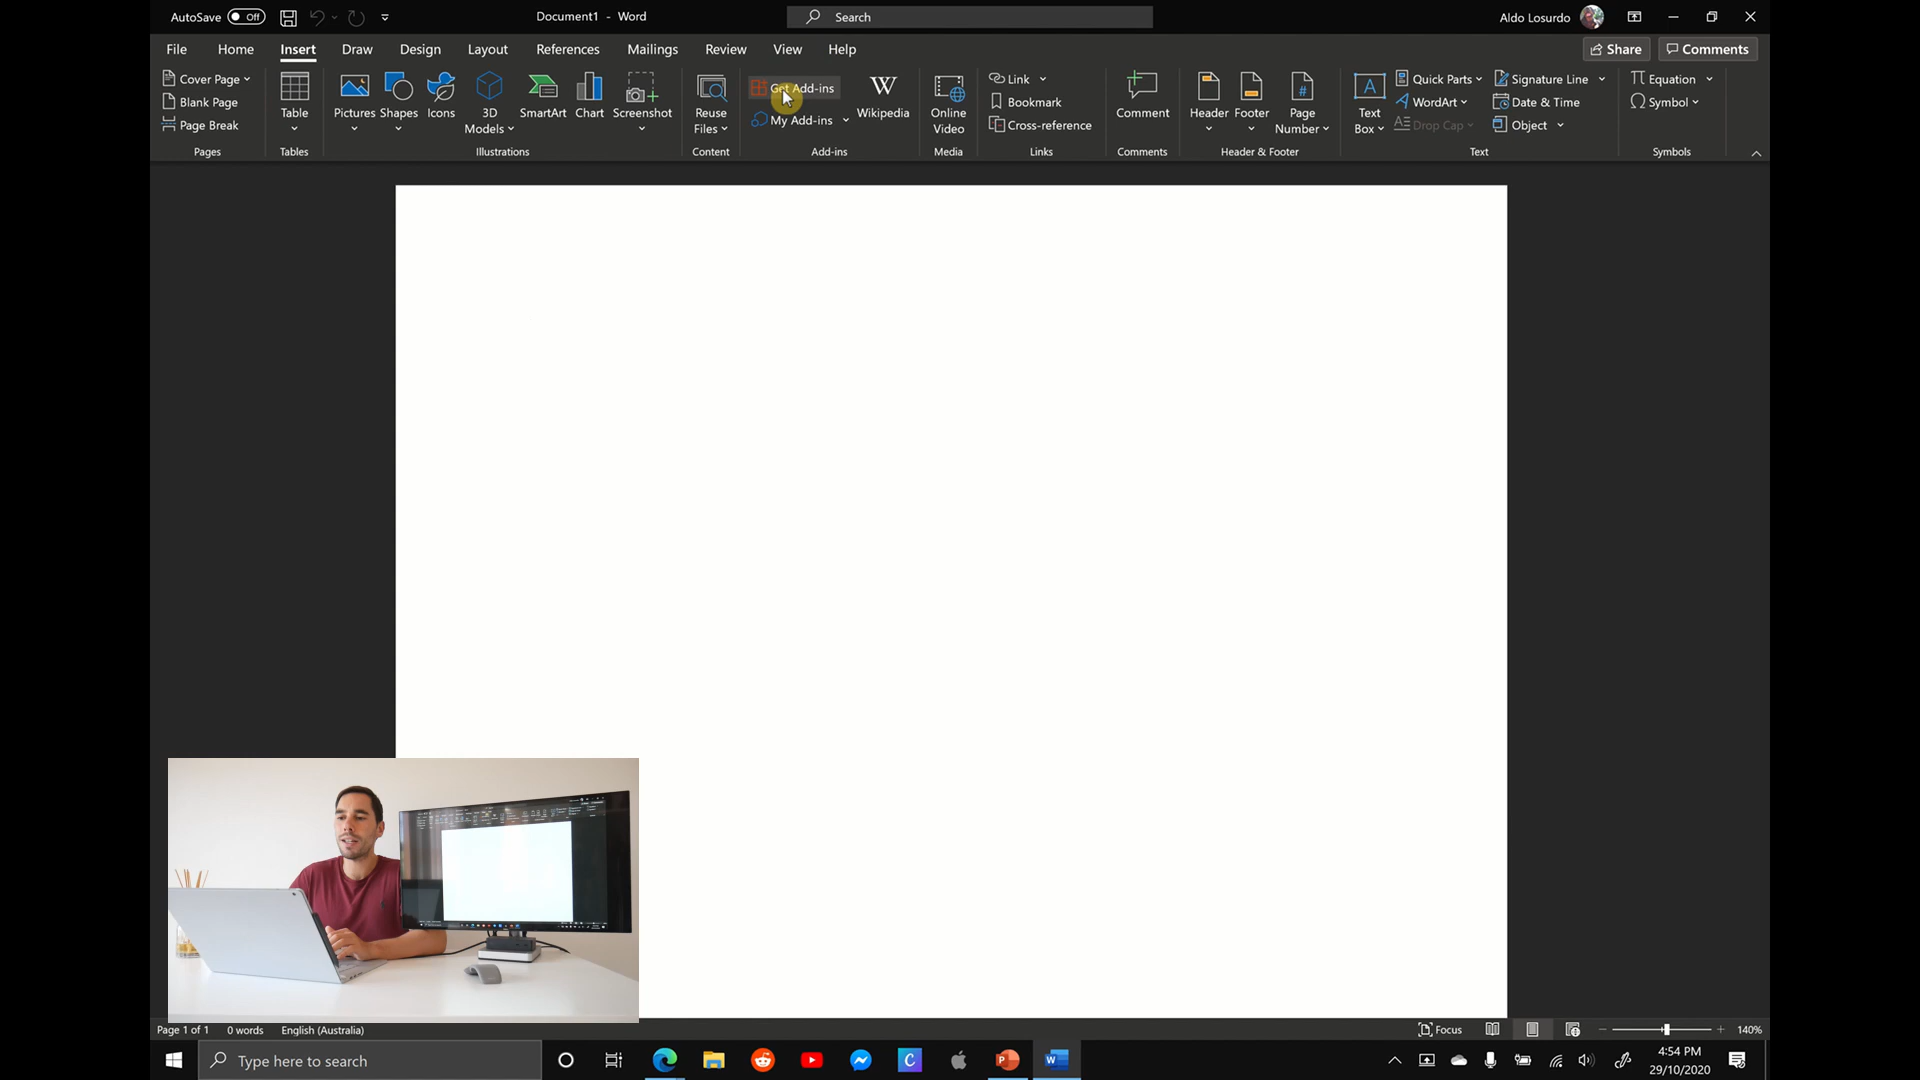 AutoSave Off Document1 - Word Search Aldo Losurdo
File Home Insert Draw Design Layout References Mailings Review View Help Share Comments
Cover Page
Blank Page
Page Break
Pages
Table
Tables
Pictures Shapes Icons 3D Models SmartArt Chart Screenshot
Illustrations
Reuse Files
Content
Get Add-ins
My Add-ins
Wikipedia
Add-ins
Online Video
Media
Link
Bookmark
Cross-reference
Links
Comment
Comments
Header Footer Page Number
Header & Footer
Text Box
Quick Parts
WordArt
Drop Cap
Signature Line
Date & Time
Object
Text
Equation
Symbol
Symbols
Page 1 of 1 0 words English (Australia) Focus 140%
Type here to search
4:54 PM
29/10/2020